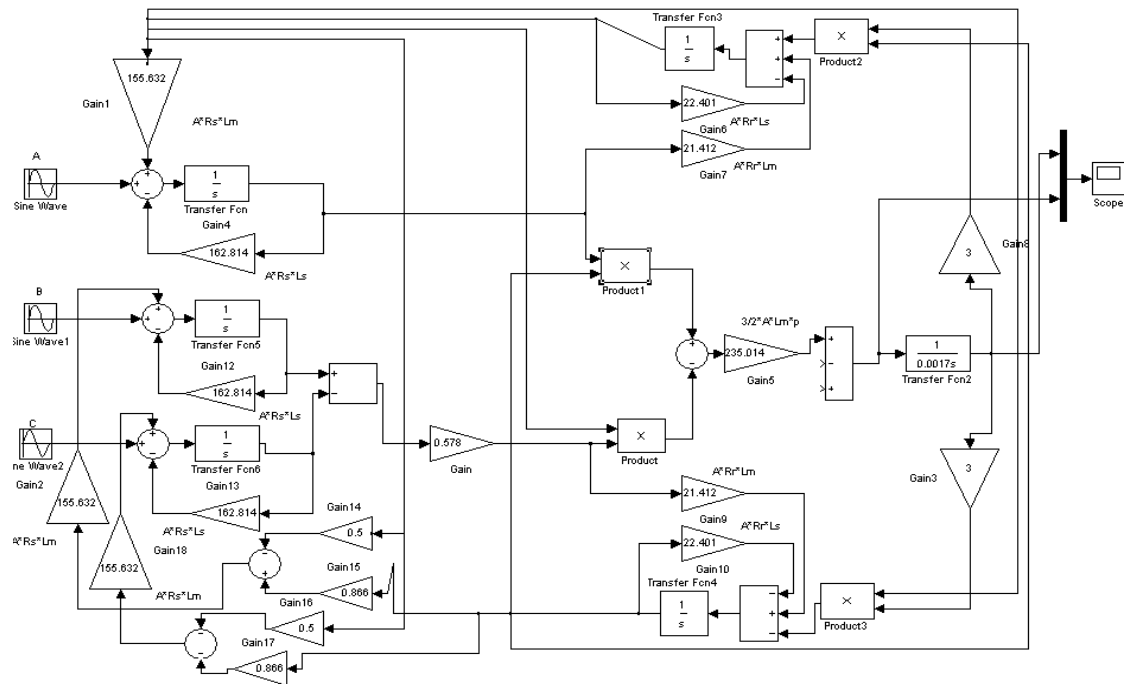 Transfer Fcn3
1
s
×
Product2
155.632
Gain1
A*Rs*Lm
22.401
Gain6
A*Rr*Ls
21.412
A*Rr*Lm
Gain7
A
Sine Wave
1
s
Transfer Fcn
Gain4
162.814
A*Rs*Ls
Scope
3
Gain8
×
Product1
B
Sine Wave1
1
s
Transfer Fcn5
Gain12
162.814
A*Rs*Ls
3/2*A*Lm*p
235.014
Gain5
1
0.0017s
Transfer Fcn2
C
ne Wave2
Gain2
1
s
Transfer Fcn6
0.578
Gain
×
Product
3
Gain3
155.632
A*Rs*Lm
Gain13
162.814
A*Rs*Ls
Gain18
155.632
A*Rs*Lm
Gain14
0.5
Gain15
0.866
Gain16
0.5
Gain17
0.866
A*Rr*Lm
21.412
Gain9
A*Rr*Ls
22.401
Gain10
Transfer Fcn4
1
s
×
Product3